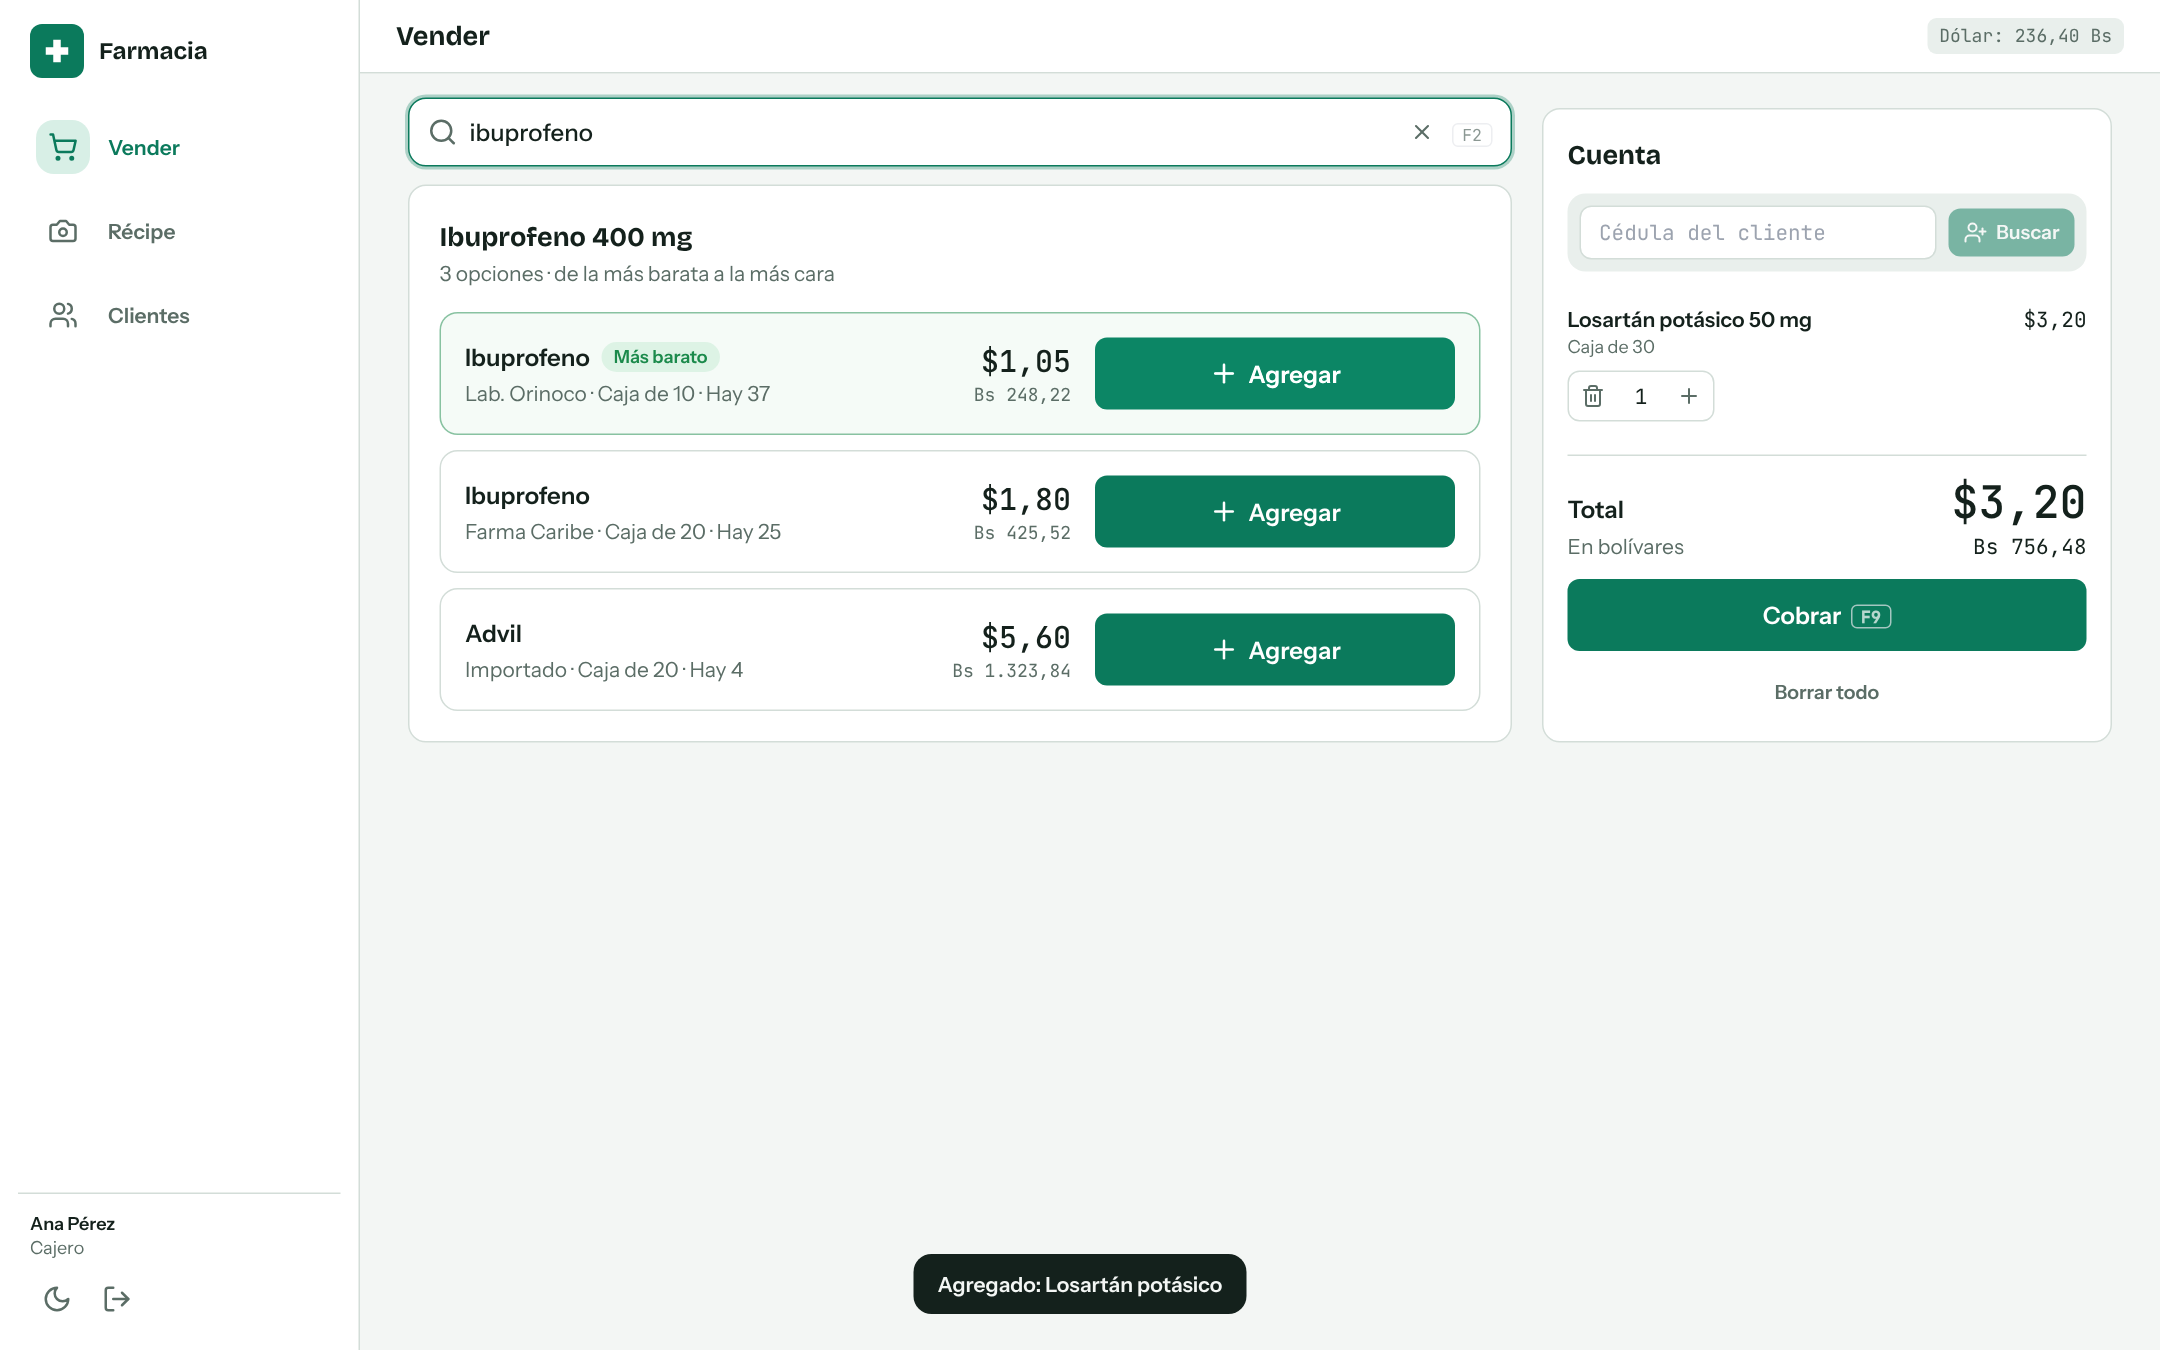 Farmacia
Vender
Récipe
Clientes
Ana Pérez
Cajero
Vender
Dólar: 236,40 Bs
ibuprofeno
F2
Ibuprofeno 400 mg
3 opciones · de la más barata a la más cara
Ibuprofeno Más barato
Lab. Orinoco · Caja de 10 · Hay 37
$1,05
Bs 248,22
Agregar
Ibuprofeno
Farma Caribe · Caja de 20 · Hay 25
$1,80
Bs 425,52
Agregar
Advil
Importado · Caja de 20 · Hay 4
$5,60
Bs 1.323,84
Agregar
Cuenta
Cédula del cliente
Buscar
Losartán potásico 50 mg $3,20
Caja de 30
1
Total $3,20
En bolívares Bs 756,48
Cobrar F9
Borrar todo
Agregado: Losartán potásico